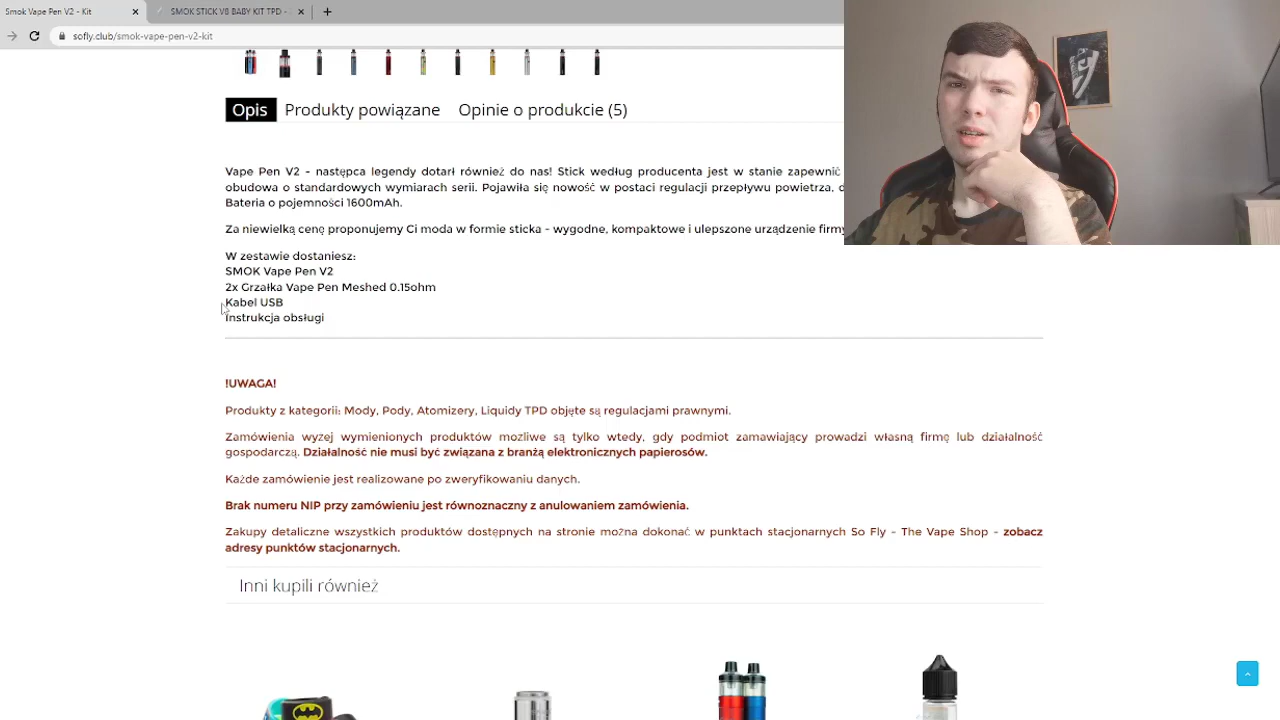 Smok Vape Pen V2 - Kit
SMOK STICK V8 BABY KIT TPD -
sofly.club/smok-vape-pen-v2-kit
Opis Produkty powiązane Opinie o produkcie (5)
Vape Pen V2 - następca legendy dotarł również do nas! Stick według producenta jest w stanie zapewnić
obudowa o standardowych wymiarach serii. Pojawiła się nowość w postaci regulacji przepływu powietrza, d
Bateria o pojemności 1600mAh.
Za niewielką cenę proponujemy Ci moda w formie sticka - wygodne, kompaktowe i ulepszone urządzenie firmy
W zestawie dostaniesz:
SMOK Vape Pen V2
2x Grzałka Vape Pen Meshed 0.15ohm
Kabel USB
Instrukcja obsługi
!UWAGA!
Produkty z kategorii: Mody, Pody, Atomizery, Liquidy TPD objęte są regulacjami prawnymi.
Zamówienia wyzej wymienionych produktów mozliwe są tylko wtedy, gdy podmiot zamawiający prowadzi własną firmę lub działalność
gospodarczą. Działalność nie musi być związana z branżą elektronicznych papierosów.
Każde zamówienie jest realizowane po zweryfikowaniu danych.
Brak numeru NIP przy zamówieniu jest równoznaczny z anulowaniem zamówienia.
Zakupy detaliczne wszystkich produktów dostępnych na stronie można dokonać w punktach stacjonarnych So Fly - The Vape Shop - zobacz
adresy punktów stacjonarnych.
Inni kupili również